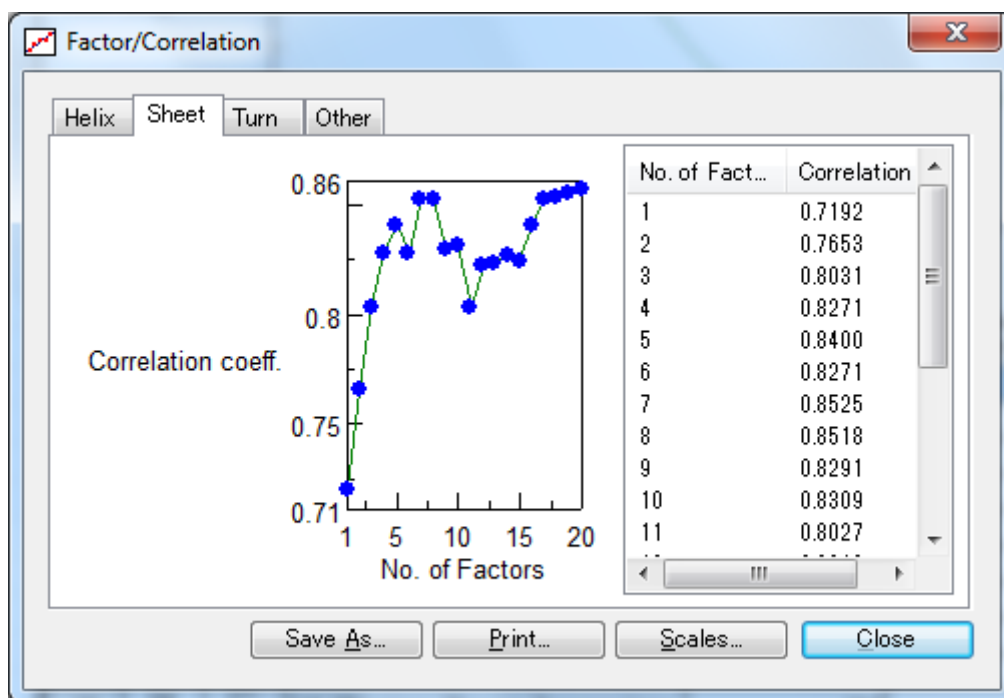 Factor/Correlation
Helix Sheet Turn Other
Correlation coeff.
0.86
0.8
0.75
0.71
1 5 10 15 20
No. of Factors
No. of Fact... Correlation
1 0.7192
2 0.7653
3 0.8031
4 0.8271
5 0.8400
6 0.8271
7 0.8525
8 0.8518
9 0.8291
10 0.8309
11 0.8027
Save As... Print... Scales... Close